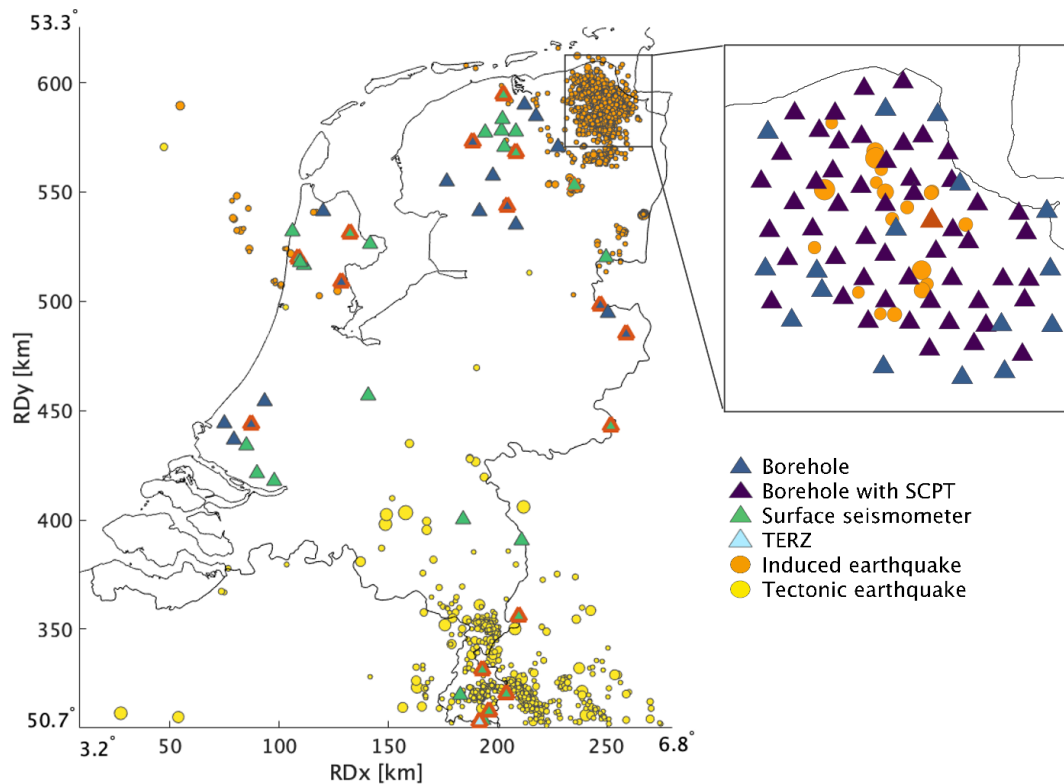 53.3°
600
550
500
450
400
350
50.7°
RDy [km]
3.2°
50
100
150
200
250
6.8°
RDx [km]
Borehole
Borehole with SCPT
Surface seismometer
TERZ
Induced earthquake
Tectonic earthquake